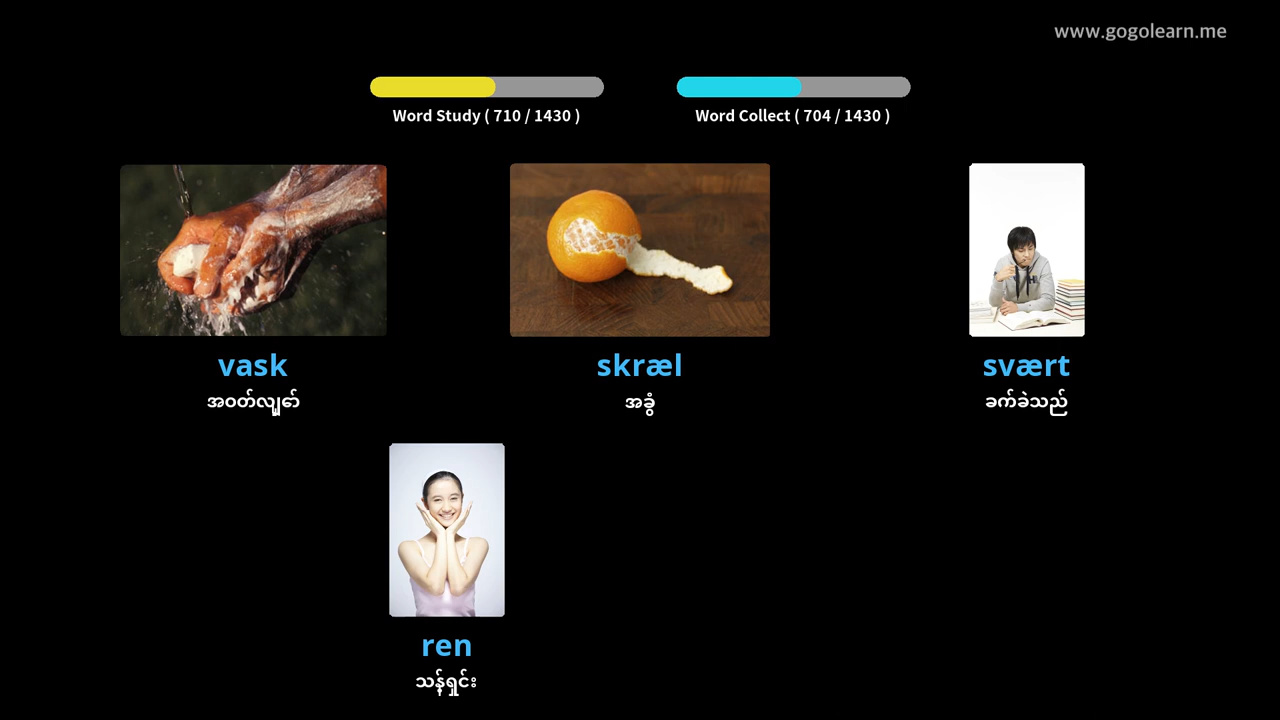 www.gogolearn.me
Word Study ( 710 / 1430 )
Word Collect ( 704 / 1430 )
vask
အဝတ်လျှော်
skræl
အခွံ
svært
ခက်ခဲသည်
ren
သန့်ရှင်း